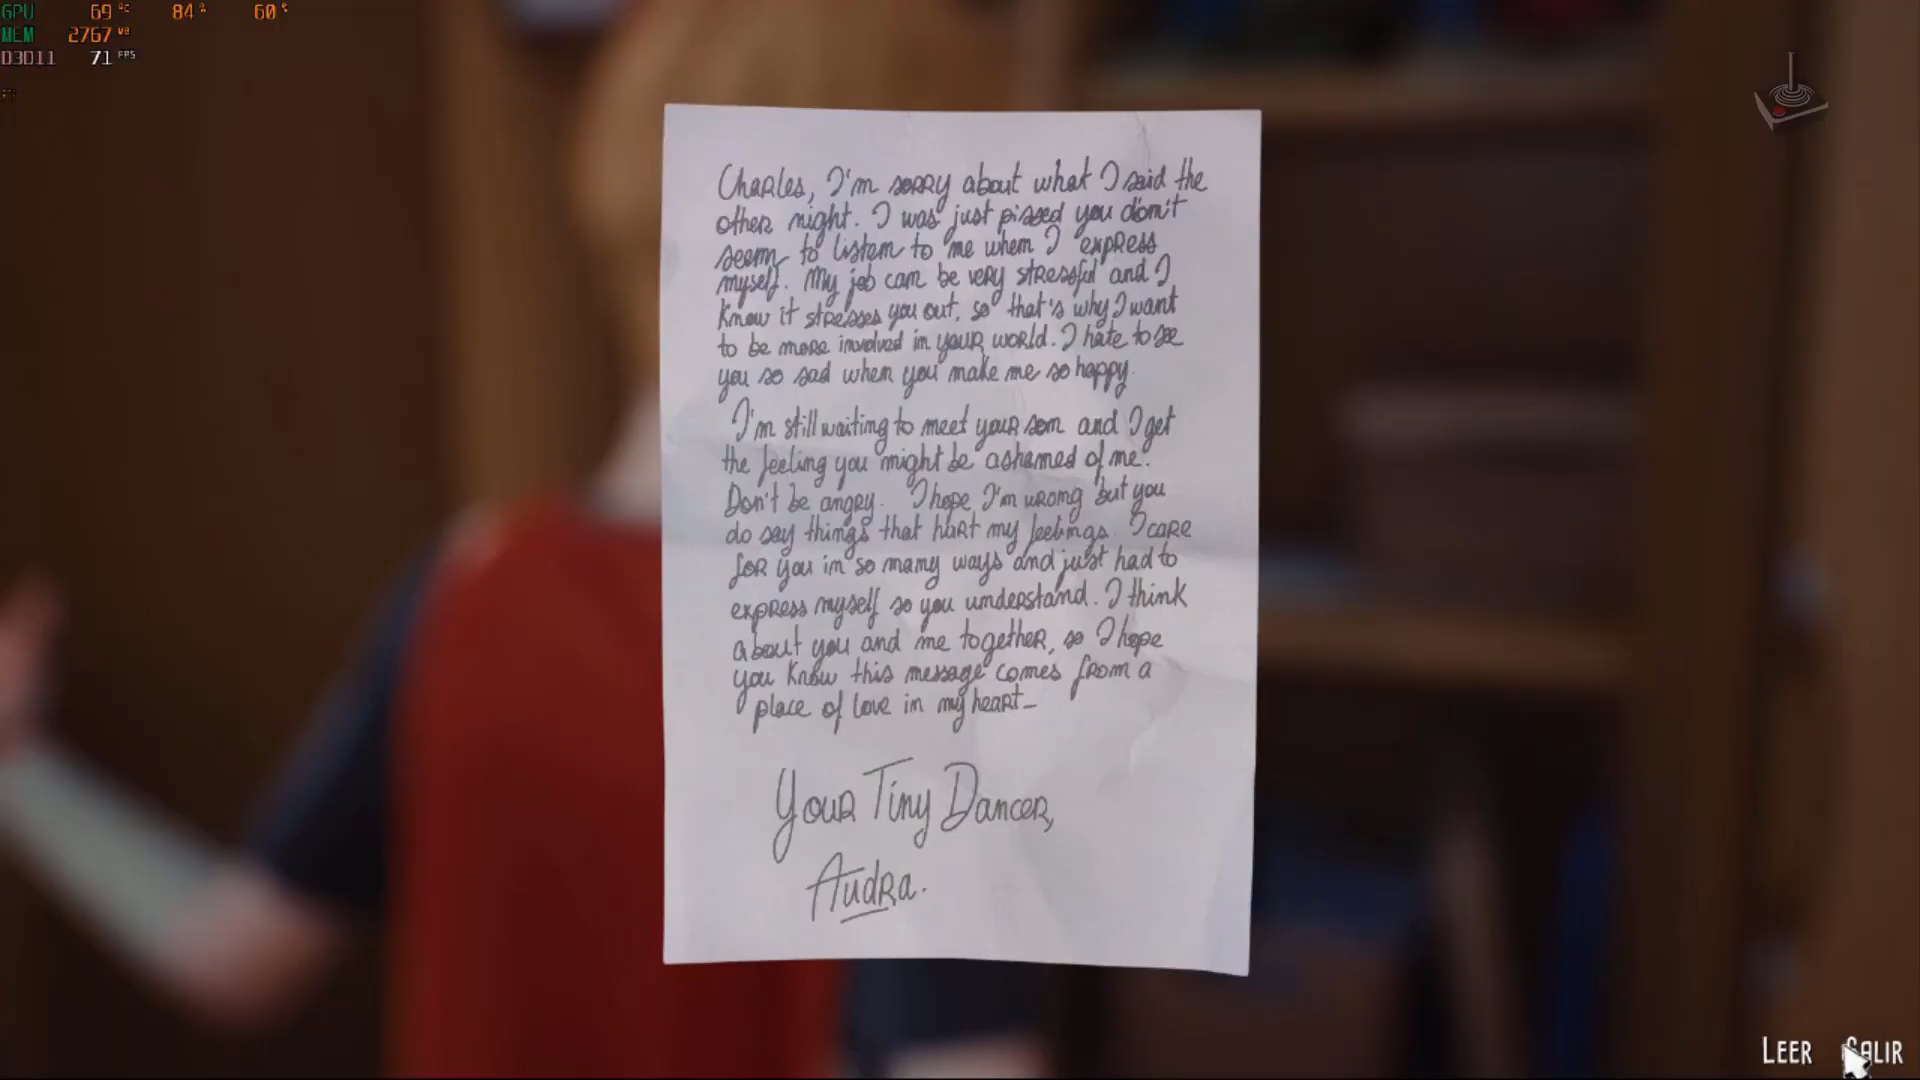 GPU 69 °C 84 % 60 %
MEM 2767 MB
D3D11 71 FPS
Charles, I'm sorry about what I said the
other night. I was just pissed you don't
seem to listen to me when I express
myself. My job can be very stressful and I
know it stresses you out, so that's why I want
to be more involved in your world. I hate to see
you so sad when you make me so happy.
I'm still waiting to meet your son and I get
the feeling you might be ashamed of me.
Don't be angry. I hope I'm wrong but you
do say things that hurt my feelings. I care
for you in so many ways and just had to
express myself so you understand. I think
about you and me together, so I hope
you know this message comes from a
place of love in my heart_
Your Tiny Dancer,
Audra.
LEER SALIR